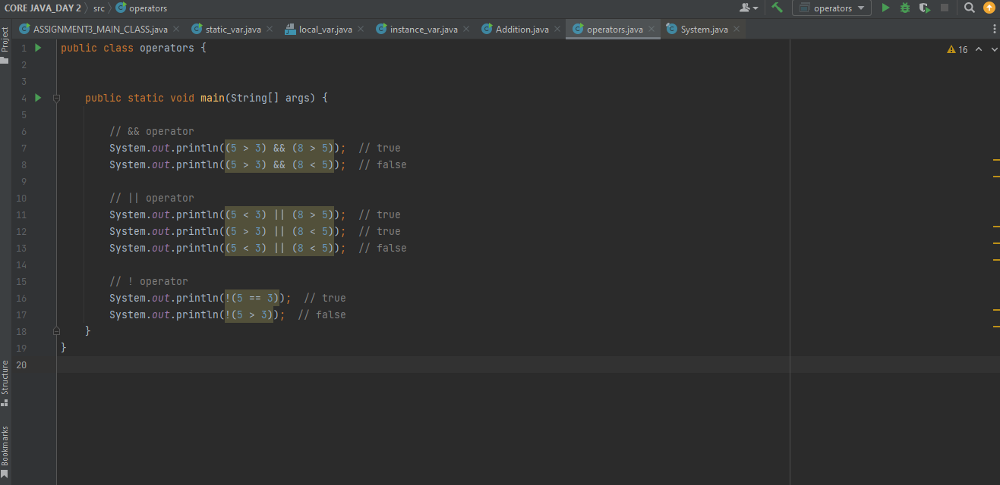 CORE JAVA_DAY 2 src operators operators
ASSIGNMENT3_MAIN_CLASS.java static_var.java local_var.java instance_var.java Addition.java operators.java System.java
Project
16
1 public class operators {
2
3
4 public static void main(String[] args) {
5
6 // && operator
7 System.out.println((5 > 3) && (8 > 5)); // true
8 System.out.println((5 > 3) && (8 < 5)); // false
9
10 // || operator
11 System.out.println((5 < 3) || (8 > 5)); // true
12 System.out.println((5 > 3) || (8 < 5)); // true
13 System.out.println((5 < 3) || (8 < 5)); // false
14
15 // ! operator
16 System.out.println(!(5 == 3)); // true
17 System.out.println(!(5 > 3)); // false
18 }
19 }
20
Structure
Bookmarks